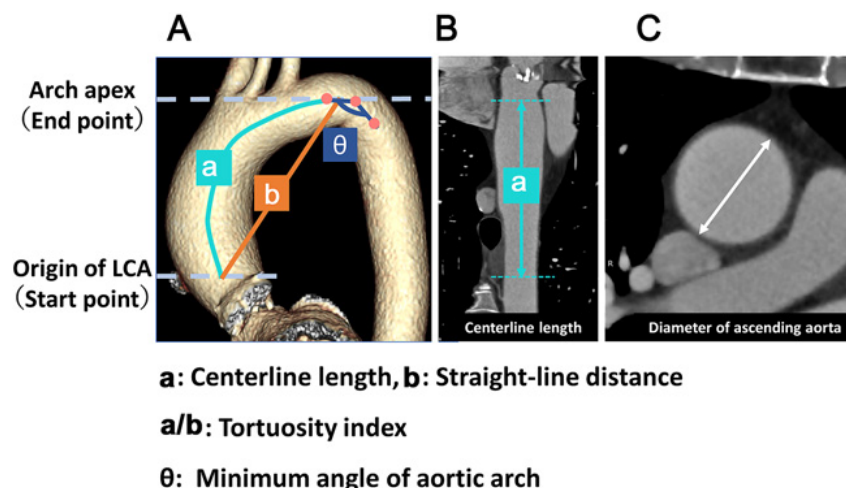 A
B
C
Arch apex
(End point)
θ
a
b
a
Origin of LCA
(Start point)
R
Centerline length
Diameter of ascending aorta
a: Centerline length, b: Straight-line distance
a/b: Tortuosity index
θ: Minimum angle of aortic arch